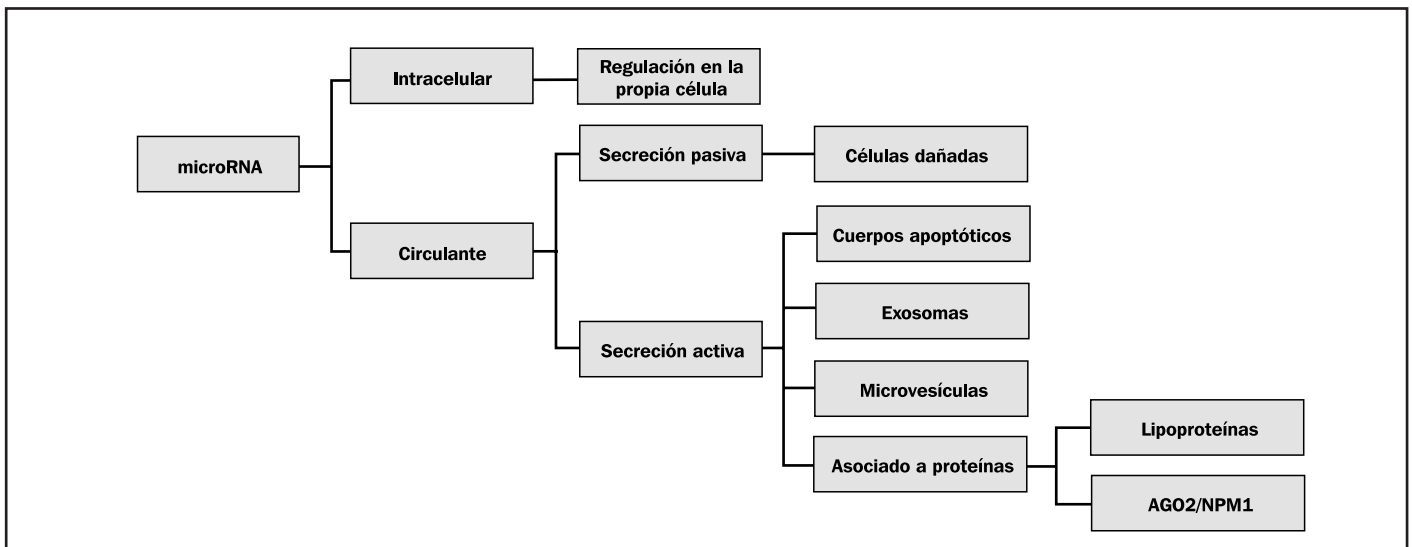 microRNA
Intracelular
Regulación en la
propia célula
Circulante
Secreción pasiva
Células dañadas
Secreción activa
Cuerpos apoptóticos
Exosomas
Microvesículas
Asociado a proteínas
Lipoproteínas
AGO2/NPM1